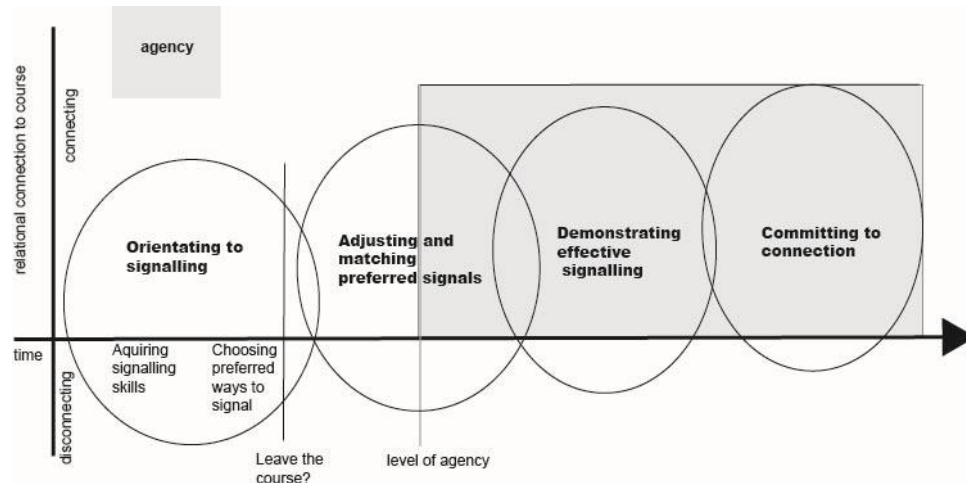 agency
relational connection to course
connecting
disconnecting
time
Orientating to
signalling
Adjusting and
matching
preferred signals
Demonstrating
effective
signalling
Committing to
connection
Aquiring
signalling
skills
Choosing
preferred
ways to
signal
Leave the
course?
level of agency